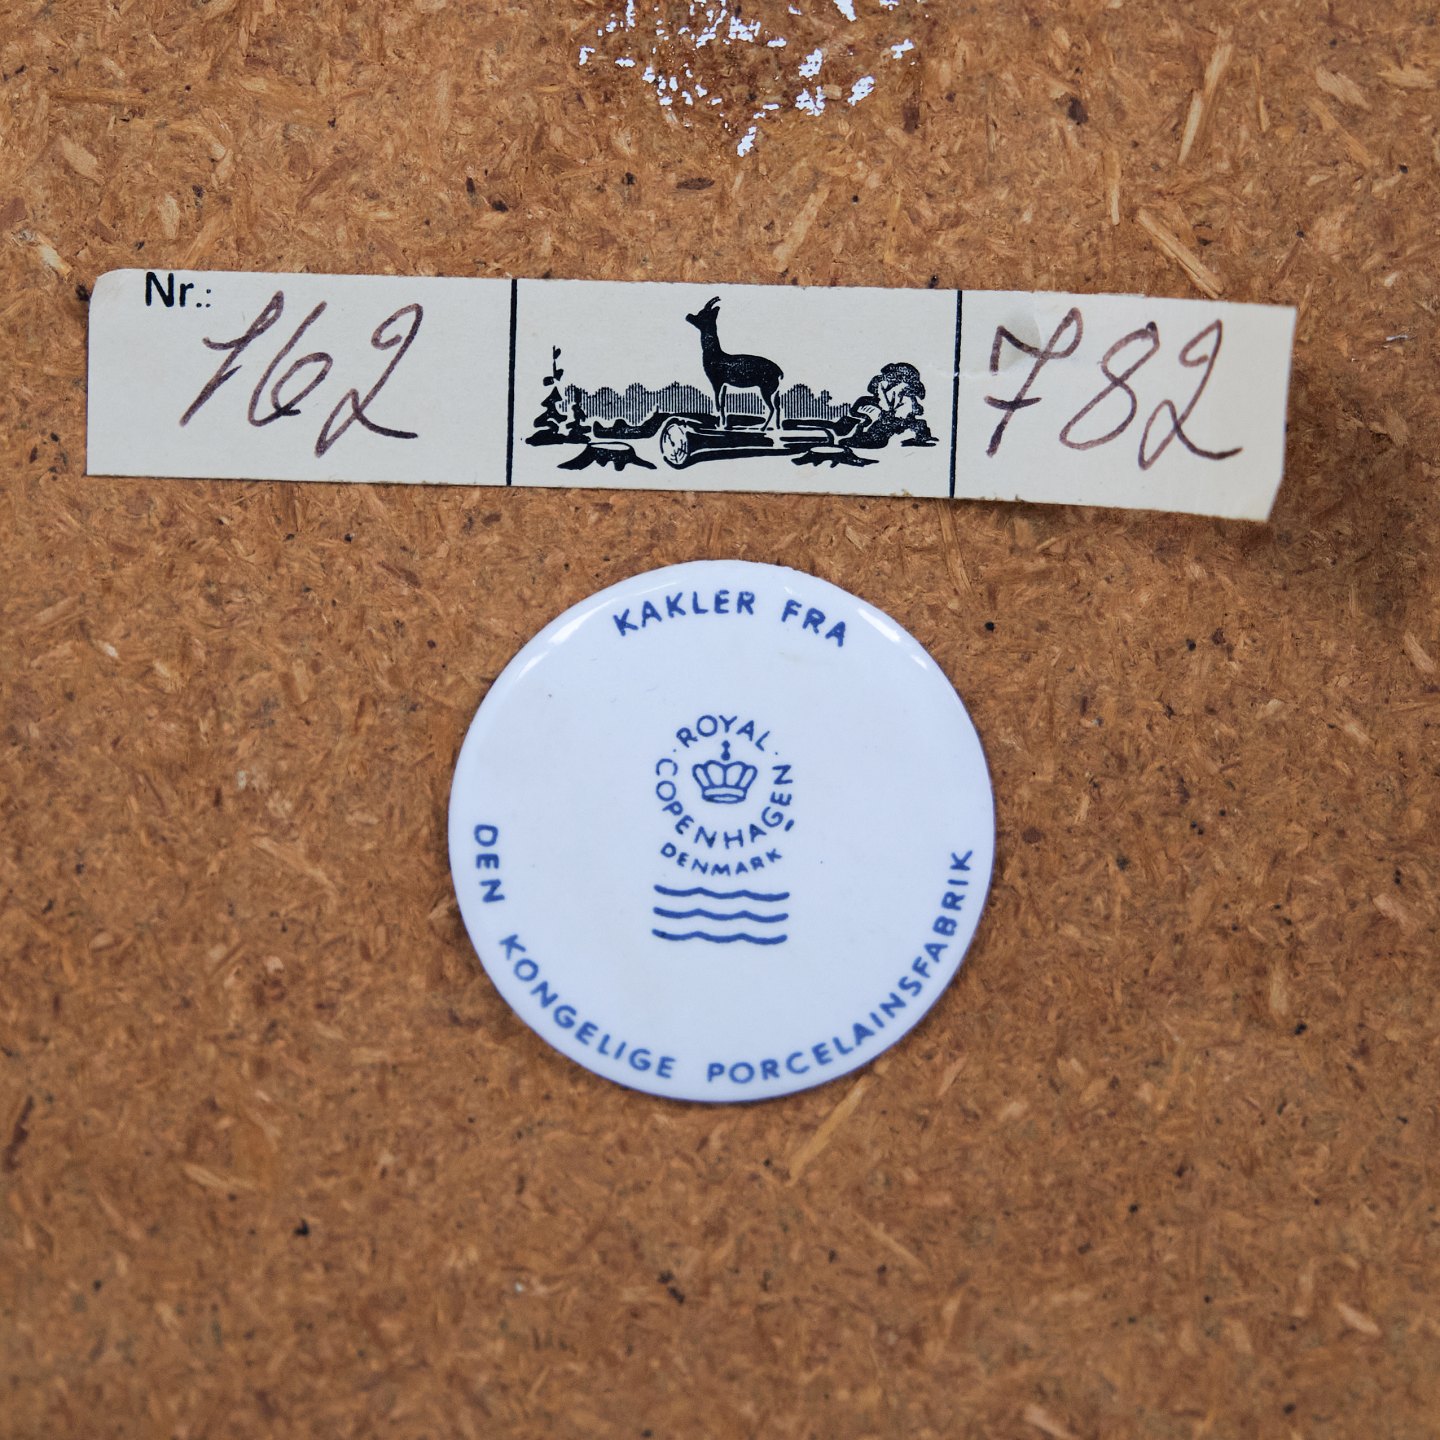 Nr.: 162 782
KAKLER FRA
ROYAL
COPENHAGEN
DENMARK
DEN KONGELIGE PORCELAINSFABRIK